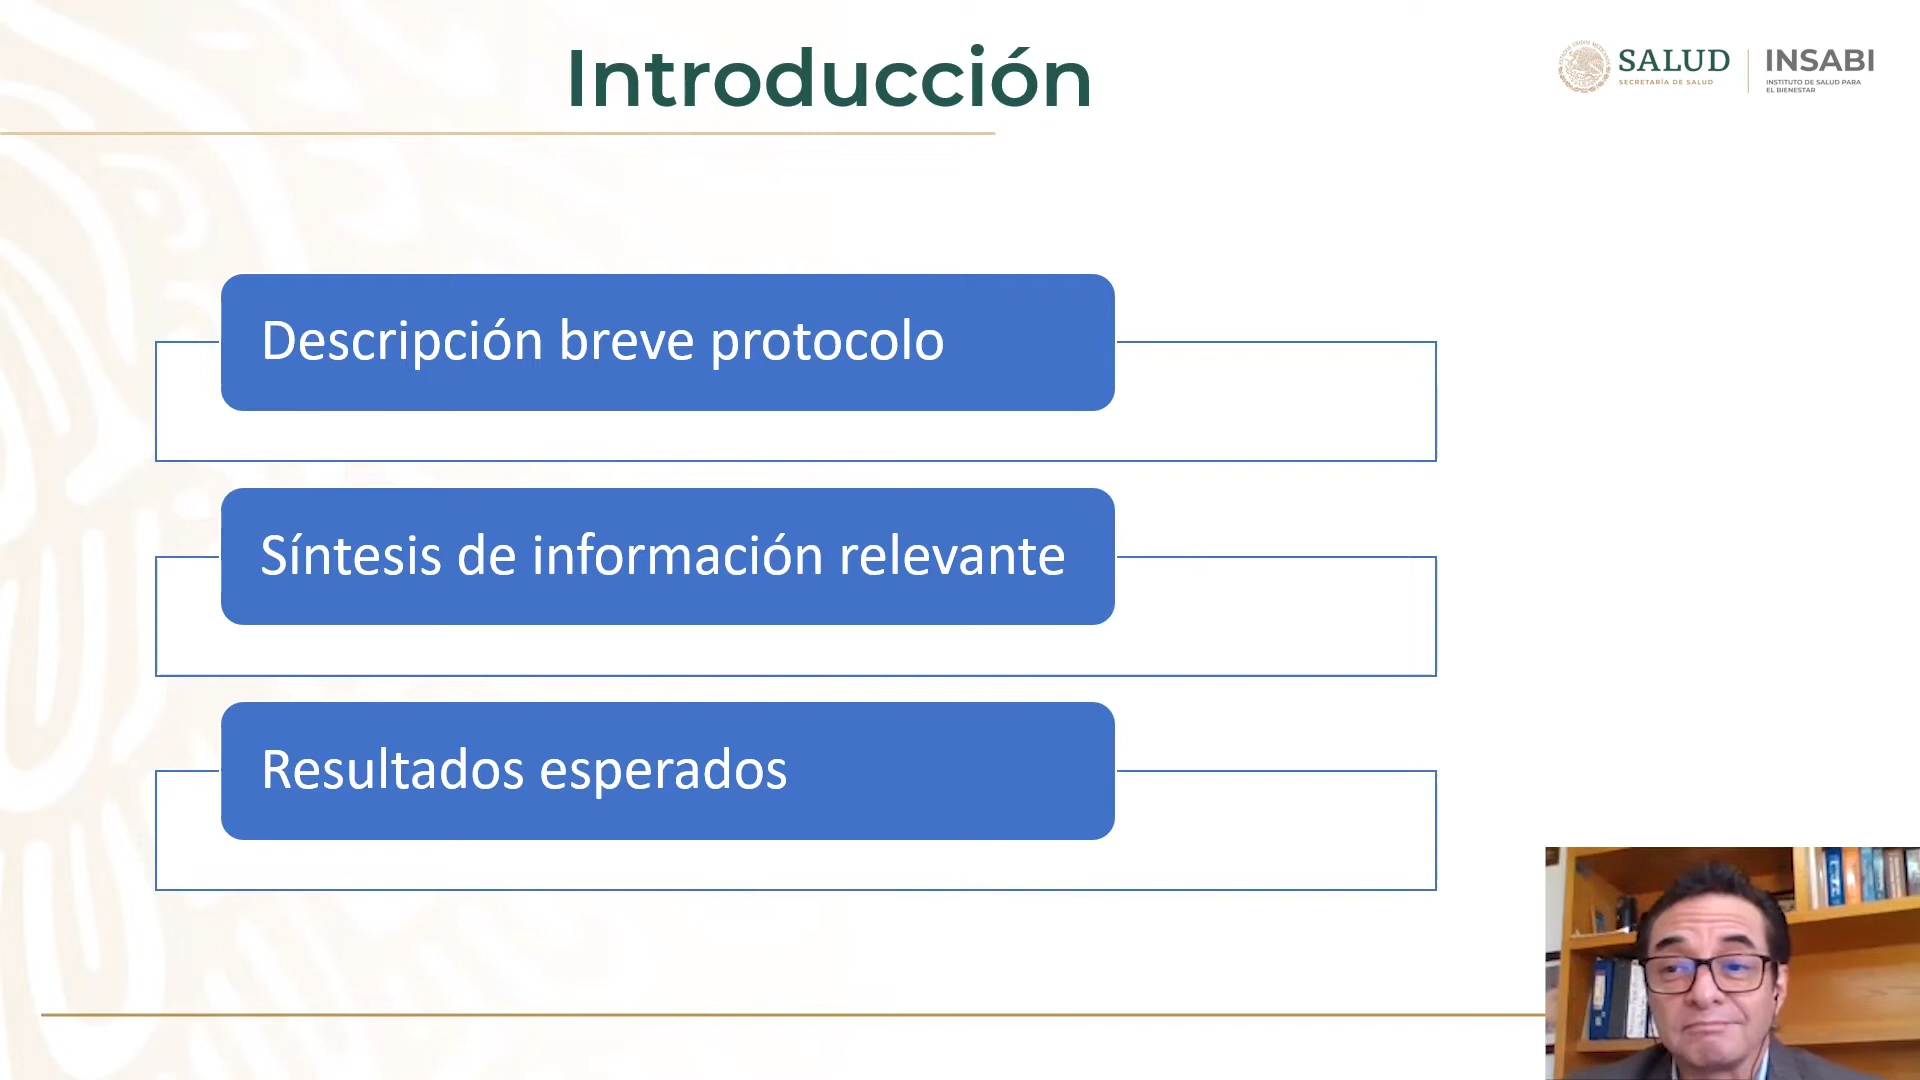 Introducción
SALUD
SECRETARÍA DE SALUD
INSABI
INSTITUTO DE SALUD PARA
EL BIENESTAR
Descripción breve protocolo
Síntesis de información relevante
Resultados esperados